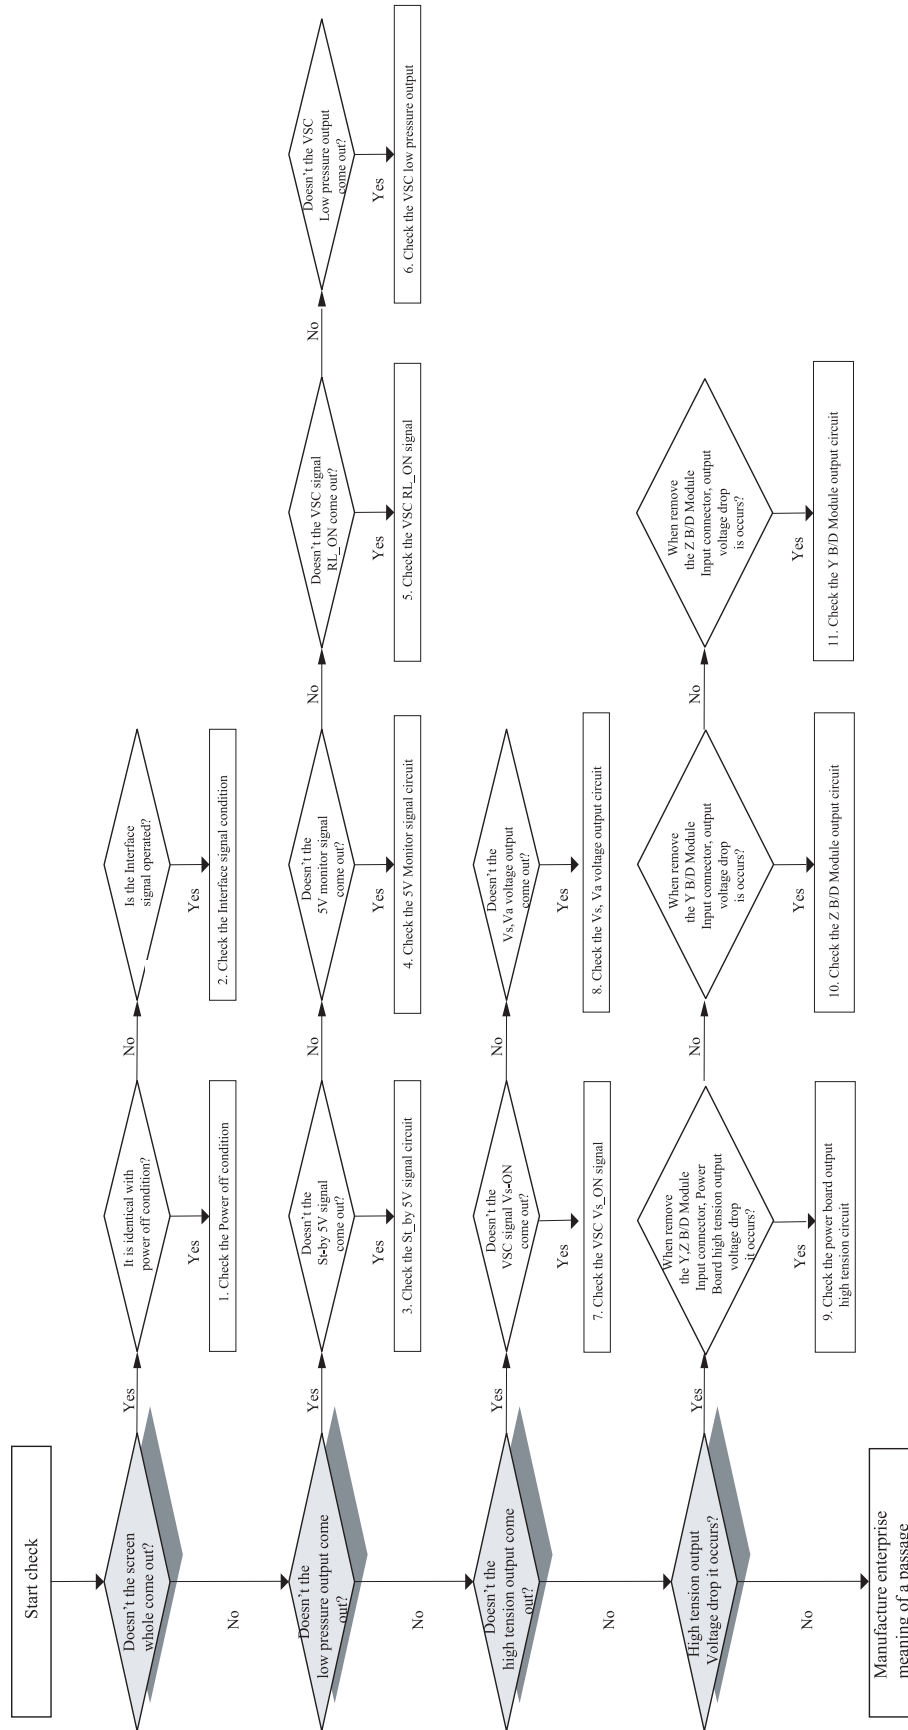 Start check
Doesn't the screen
whole come out?
Yes
It is identical with
power off condition?
Yes
1. Check the Power off condition
No
Is the Interface
signal operated?
Yes
2. Check the Interface signal condition
No
Doesn't the
low pressure output come
out?
Yes
Doesn't the
St-by 5V signal
come out?
Yes
3. Check the St_by 5V signal circuit
No
Doesn't the
5V monitor signal
come out?
Yes
4. Check the 5V Monitor signal circuit
No
Doesn't the VSC signal
RL_ON come out?
Yes
5. Check the VSC RL_ON signal
No
Doesn't the VSC
Low pressure output
come out?
Yes
6. Check the VSC low pressure output
No
Doesn't the
high tension output come
out?
Yes
Doesn't the
VSC signal Vs-ON
come out?
Yes
7. Check the VSC Vs_ON signal
No
Doesn't the
Vs,Va voltage output
come out?
Yes
8. Check the Vs, Va voltage output circuit
No
High tension output
Voltage drop it occurs?
Yes
When remove
the Y,Z B/D Module
Input connector, Power
Board high tension output
voltage drop
it occurs?
Yes
9. Check the power board output
high tension circuit
No
When remove
the Y B/D Module
Input connector, output
voltage drop
is occurs?
Yes
10. Check the Z B/D Module output circuit
No
When remove
the Z B/D Module
Input connector, output
voltage drop
is occurs?
Yes
11. Check the Y B/D Module output circuit
No
Manufacture enterprise
meaning of a passage